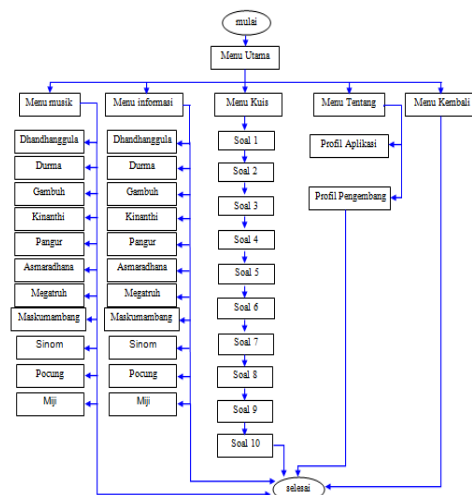 mulai
Menu Utama
Menu musik
Menu informasi
Menu Kuis
Menu Tentang
Menu Kembali
Dhandhanggula
Durma
Gambuh
Kinanthi
Pangur
Asmaradhana
Megatruh
Maskumambang
Sinom
Pocung
Miji
Dhandhanggula
Durma
Gambuh
Kinanthi
Pangur
Asmaradhana
Megatruh
Maskumambang
Sinom
Pocung
Miji
Soal 1
Soal 2
Soal 3
Soal 4
Soal 5
Soal 6
Soal 7
Soal 8
Soal 9
Soal 10
Profil Aplikasi
Profil Pengembang
selesai